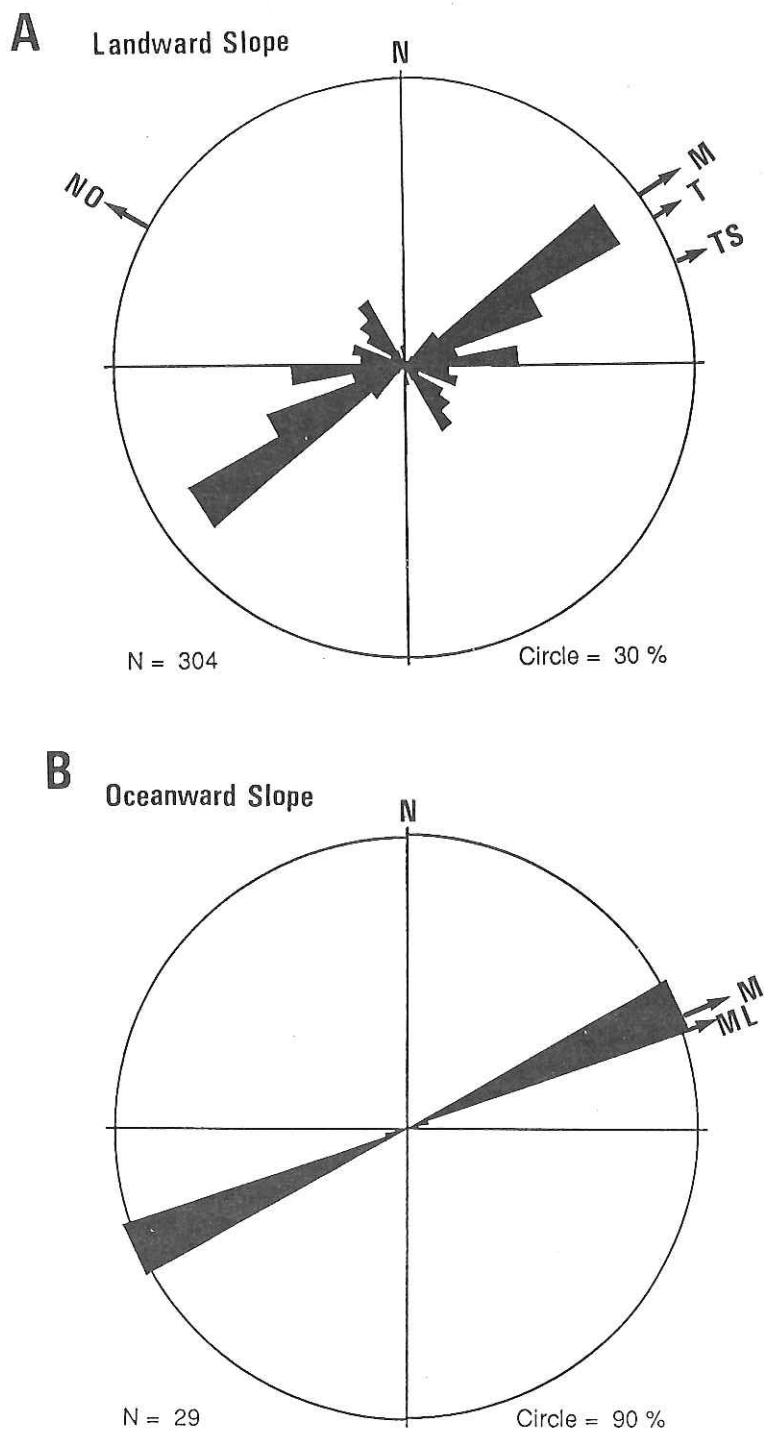 A Landward Slope
N
NO
M
T
TS
N = 304 Circle = 30 %
B Oceanward Slope
N
M
ML
N = 29 Circle = 90 %